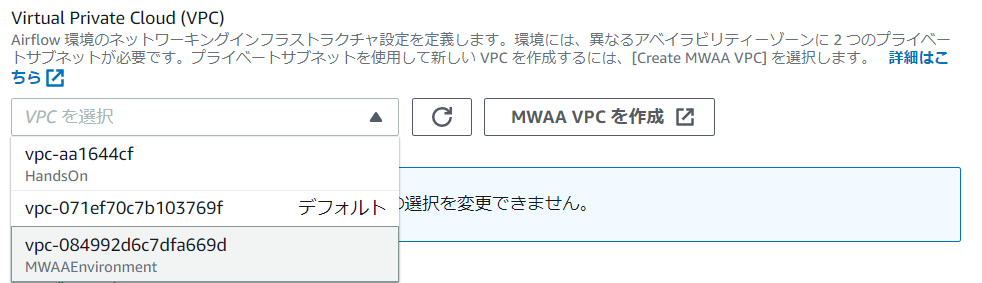 Virtual Private Cloud (VPC)
Airflow 環境のネットワーキングインフラストラクチャ設定を定義します。環境には、異なるアベイラビリティーゾーンに 2 つのプライベー
トサブネットが必要です。プライベートサブネットを使用して新しい VPC を作成するには、[Create MWAA VPC] を選択します。 詳細はこ
ちら
VPC を選択
MWAA VPC を作成
vpc-aa1644cf
HandsOn
vpc-071ef70c7b103769f デフォルト
の選択を変更できません。
vpc-084992d6c7dfa669d
MWAAEnvironment